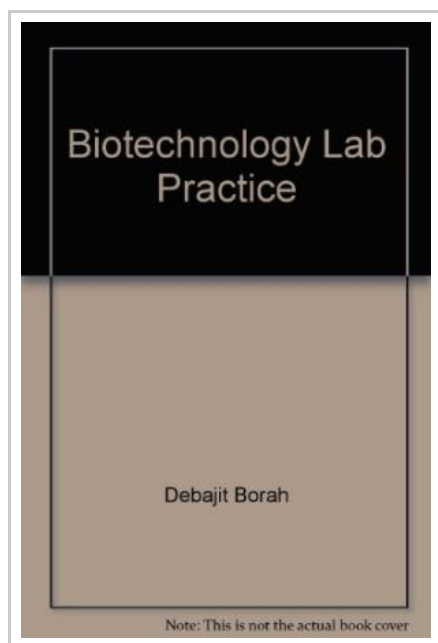 Biotechnology Lab
Practice
Debajit Borah
Note: This is not the actual book cover